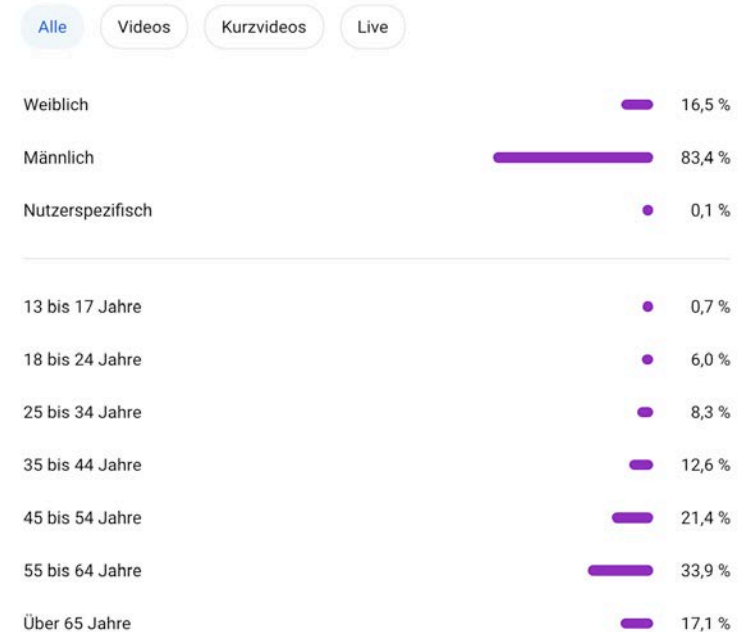 Alle Videos Kurzvideos Live
Weiblich 16,5 %
Männlich 83,4 %
Nutzerspezifisch 0,1 %
13 bis 17 Jahre 0,7 %
18 bis 24 Jahre 6,0 %
25 bis 34 Jahre 8,3 %
35 bis 44 Jahre 12,6 %
45 bis 54 Jahre 21,4 %
55 bis 64 Jahre 33,9 %
Über 65 Jahre 17,1 %